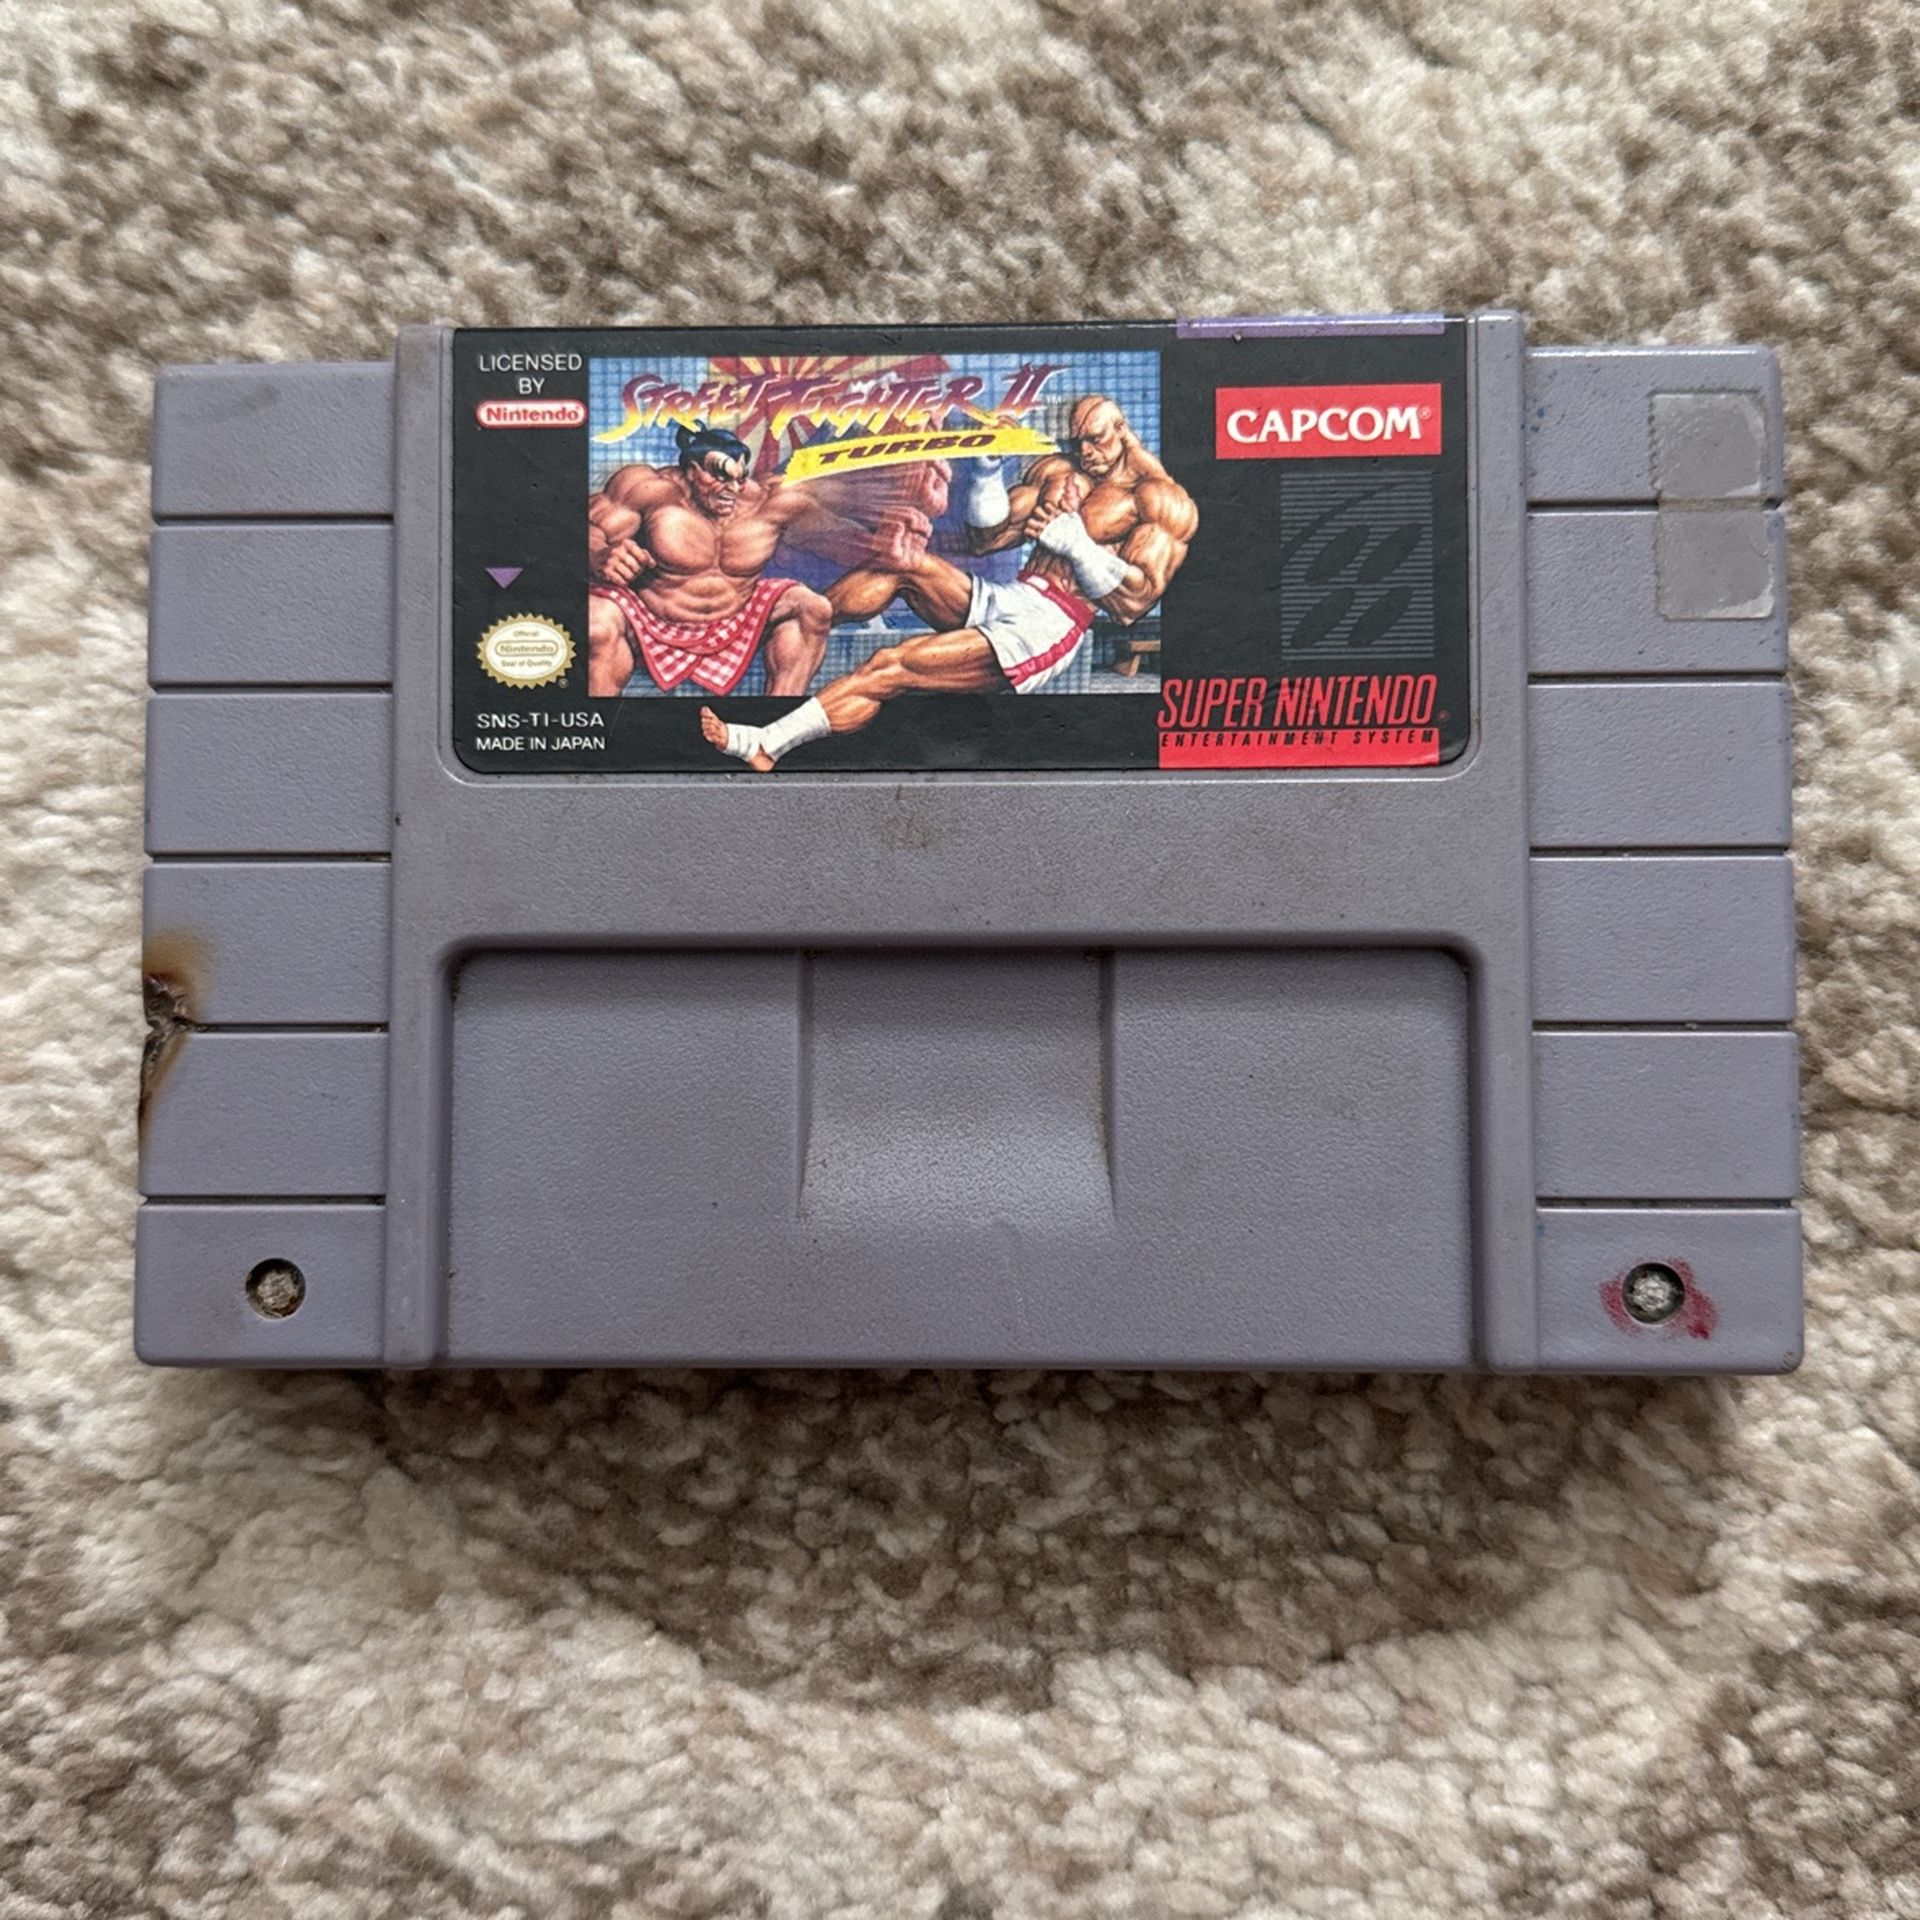 LICENSED
BY
Nintendo®
STREET FIGHTER II™
TURBO
CAPCOM®
Official
Nintendo
Seal of Quality
®
SNS-TI-USA
MADE IN JAPAN
SUPER NINTENDO®
ENTERTAINMENT SYSTEM